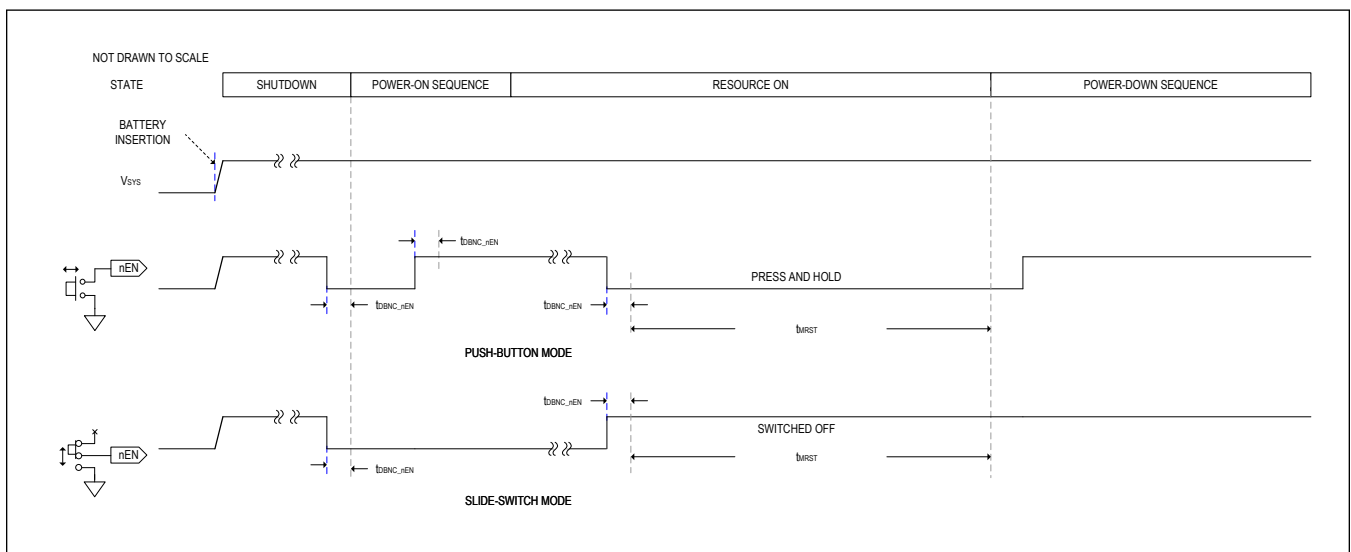 NOT DRAWN TO SCALE
STATE
SHUTDOWN
POWER-ON SEQUENCE
RESOURCE ON
POWER-DOWN SEQUENCE
BATTERY
INSERTION
VSYS
tDBNC_nEN
nEN
PRESS AND HOLD
tDBNC_nEN
tDBNC_nEN
tMRST
PUSH-BUTTON MODE
tDBNC_nEN
SWITCHED OFF
nEN
tMRST
tDBNC_nEN
SLIDE-SWITCH MODE